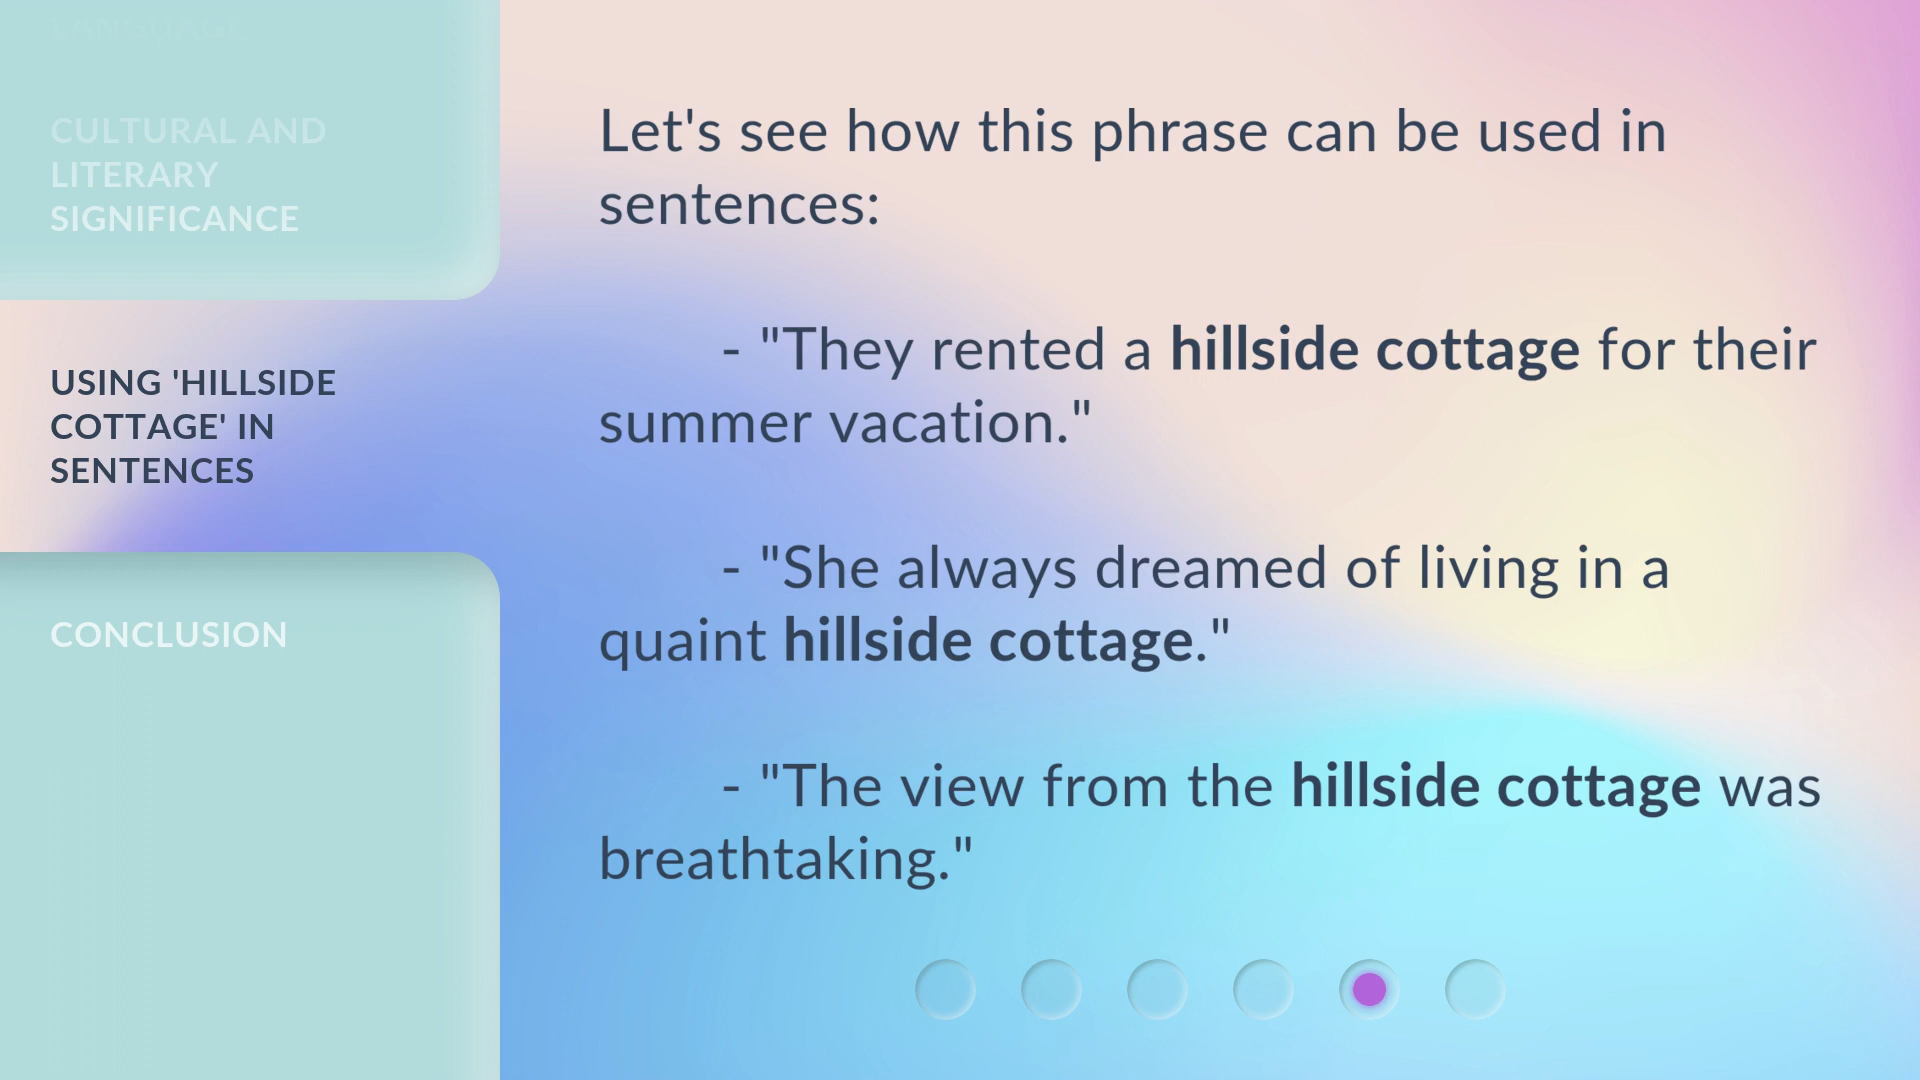 LANGUAGE
CULTURAL AND
LITERARY
SIGNIFICANCE
USING 'HILLSIDE
COTTAGE' IN
SENTENCES
CONCLUSION
Let's see how this phrase can be used in
sentences:
- "They rented a hillside cottage for their
summer vacation."
- "She always dreamed of living in a
quaint hillside cottage."
- "The view from the hillside cottage was
breathtaking."